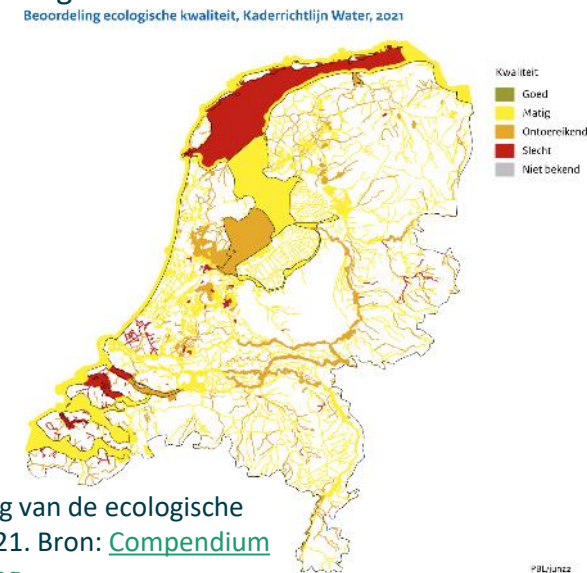 Beoordeling ecologische kwaliteit, Kaderrichtlijn Water, 2021
Kwaliteit
Goed
Matig
Ontoereikend
Slecht
Niet bekend
g van de ecologische
21. Bron: Compendium
PBL/jun22